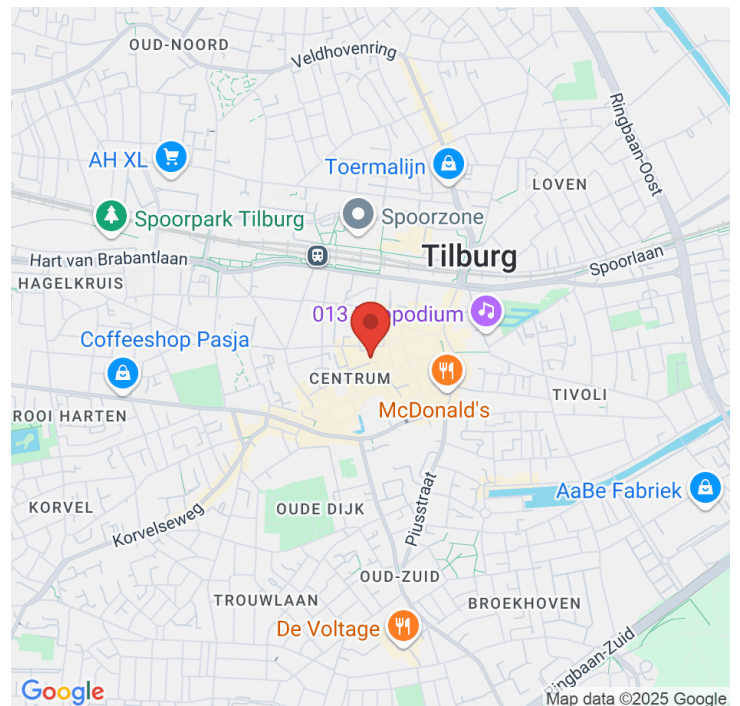 OUD-NOORD
Veldhovenring
Ringbaan-Oost
AH XL
Toermalijn
LOVEN
Spoorpark Tilburg
Spoorzone
Hart van Brabantlaan
Tilburg
Spoorlaan
HAGELKRUIS
013
podium
Coffeeshop Pasja
CENTRUM
TIVOLI
ROOI HARTEN
McDonald's
AaBe Fabriek
KORVEL
Korvelseweg
OUDE DIJK
Piusstraat
OUD-ZUID
TROUWLAAN
BROEKHOVEN
De Voltage
Ringbaan-Zuid
Google
Map data ©2025 Google